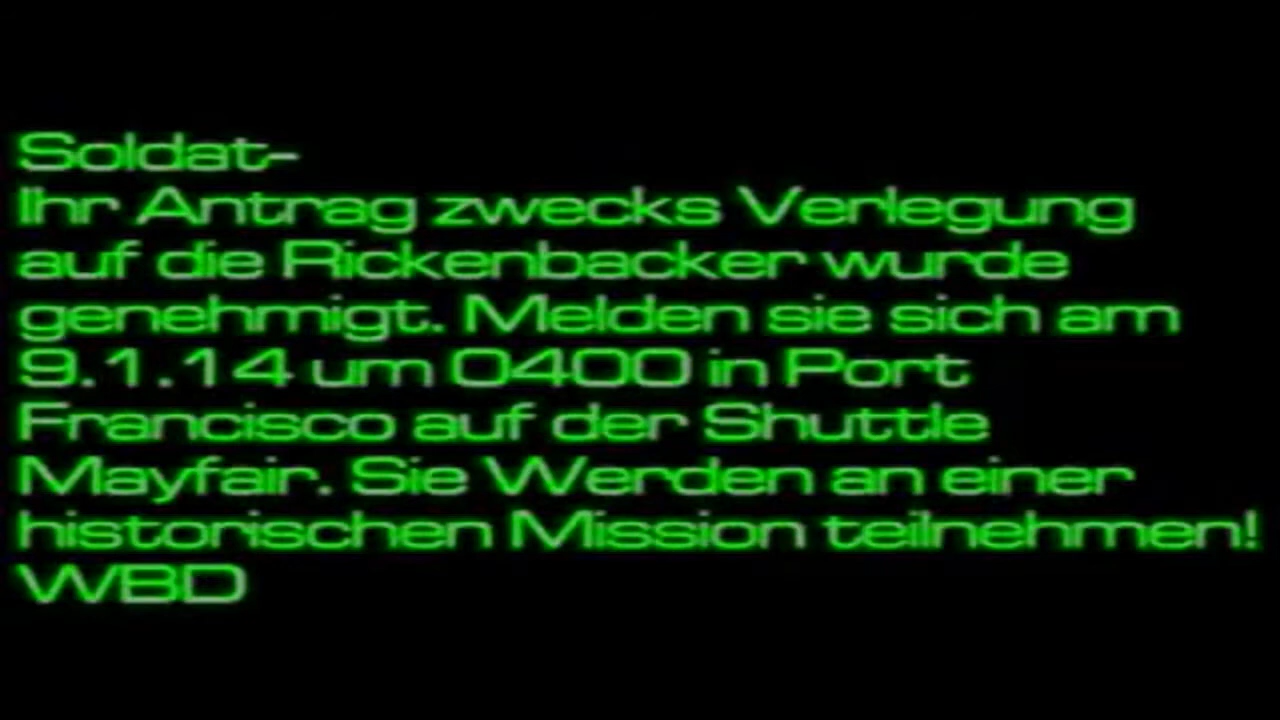 Soldat-
Ihr Antrag zwecks Verlegung
auf die Rickenbacker wurde
genehmigt. Melden sie sich am
9.1.14 um 0400 in Port
Francisco auf der Shuttle
Mayfair. Sie Werden an einer
historischen Mission teilnehmen!
WBD